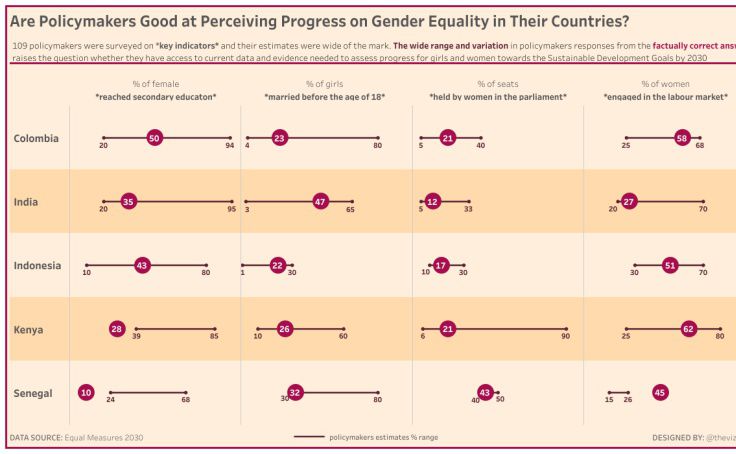 Are Policymakers Good at Perceiving Progress on Gender Equality in Their Countries?
109 policymakers were surveyed on *key indicators* and their estimates were wide of the mark. The wide range and variation in policymakers responses from the factually correct
raises the question whether they have access to current data and evidence needed to assess progress for girls and women towards the Sustainable Development Goals by 2030
% of female % of girls % of seats % of women
*reached secondary educaton* *married before the age of 18* *held by women in the parliament* *engaged in the labour market*
Colombia 50 23 21 58
20 94 4 80 5 40 25 68
India 35 47 12 27
20 95 3 65 5 33 20 70
Indonesia 43 22 17 51
10 80 1 30 10 30 30 70
Kenya 28 26 21 62
39 85 10 60 6 90 25 80
Senegal 10 32 43 45
24 68 30 80 40 50 15 26
DATA SOURCE: Equal Measures 2030 policymakers estimates % range DESIGNED BY: